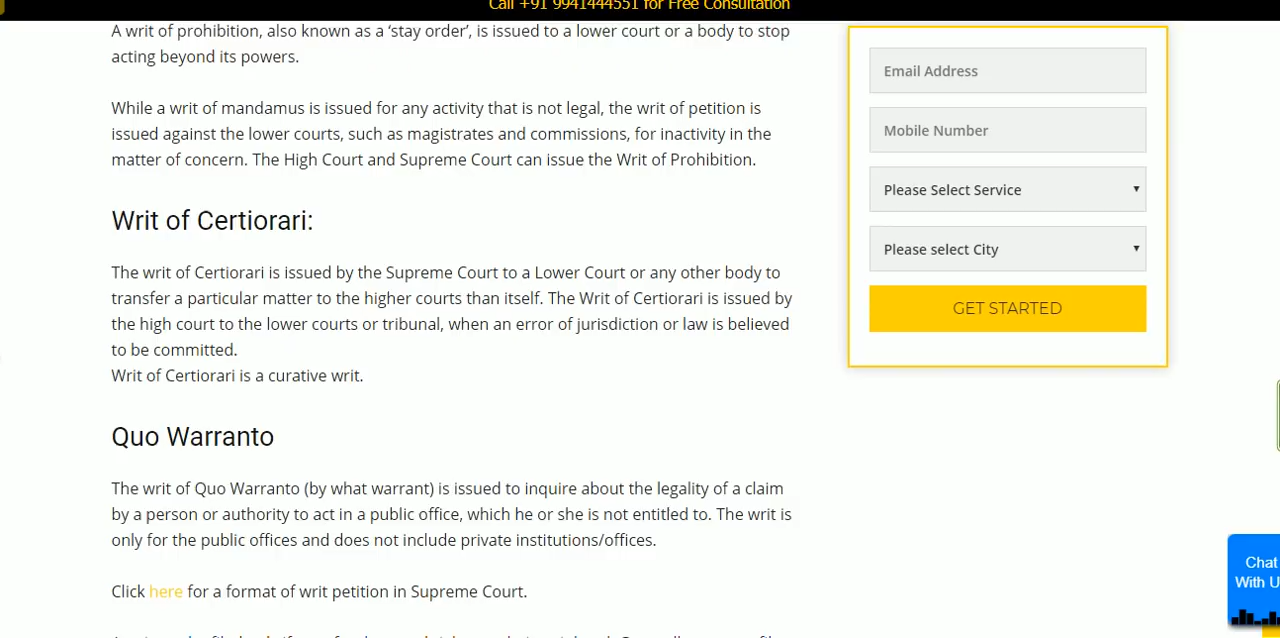 Call +91 9941444551 for Free Consultation
A writ of prohibition, also known as a ‘stay order’, is issued to a lower court or a body to stop
acting beyond its powers.
While a writ of mandamus is issued for any activity that is not legal, the writ of petition is
issued against the lower courts, such as magistrates and commissions, for inactivity in the
matter of concern. The High Court and Supreme Court can issue the Writ of Prohibition.
Writ of Certiorari:
The writ of Certiorari is issued by the Supreme Court to a Lower Court or any other body to
transfer a particular matter to the higher courts than itself. The Writ of Certiorari is issued by
the high court to the lower courts or tribunal, when an error of jurisdiction or law is believed
to be committed.
Writ of Certiorari is a curative writ.
Quo Warranto
The writ of Quo Warranto (by what warrant) is issued to inquire about the legality of a claim
by a person or authority to act in a public office, which he or she is not entitled to. The writ is
only for the public offices and does not include private institutions/offices.
Click here for a format of writ petition in Supreme Court.
Email Address
Mobile Number
Please Select Service
Please select City
GET STARTED
Chat
With U